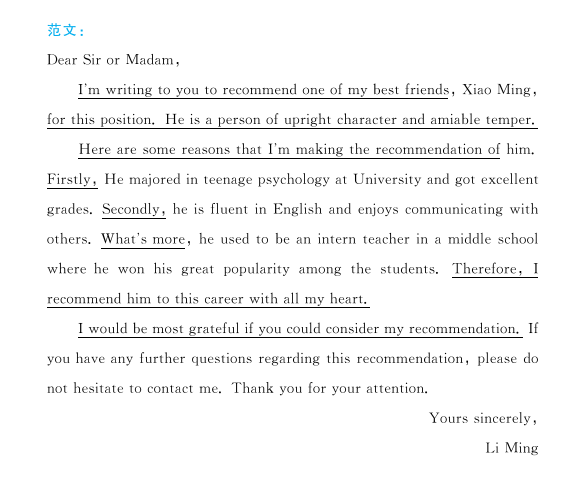 范文：
Dear Sir or Madam,
I'm writing to you to recommend one of my best friends, Xiao Ming,
for this position. He is a person of upright character and amiable temper.
Here are some reasons that I'm making the recommendation of him.
Firstly, He majored in teenage psychology at University and got excellent
grades. Secondly, he is fluent in English and enjoys communicating with
others. What's more, he used to be an intern teacher in a middle school
where he won his great popularity among the students. Therefore, I
recommend him to this career with all my heart.
I would be most grateful if you could consider my recommendation. If
you have any further questions regarding this recommendation, please do
not hesitate to contact me. Thank you for your attention.
Yours sincerely,
Li Ming